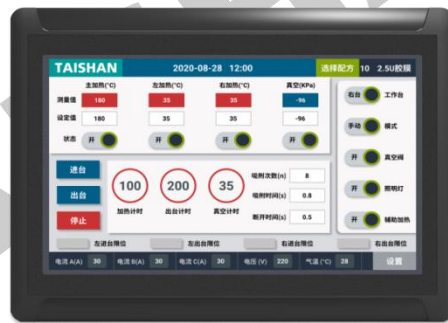 TAISHAN 2020-08-28 12:00 选择配方 10 2.5U胶膜
主加热(°C) 左加热(°C) 右加热(°C) 真空(KPa)
测量值 180 35 35 -96
设定值 180 35 35 -96
状态 开 开 开 开
右台 工作台
手动 模式
开 真空阀
开 照明灯
开 辅助加热
进台
出台
停止
100 200 35
加热计时 出台计时 真空计时
吸附次数(n) 8
吸附时间(s) 0.8
断开时间(s) 0.5
左进台限位 左出台限位 右进台限位 右出台限位
电流 A(A) 30 电流 B(A) 30 电流 C(A) 30 电压 (V) 220 气温 (°C) 28 设置